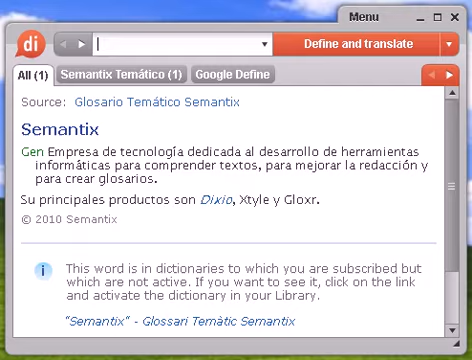 Menu
di
Define and translate
All (1)
Semantix Temático (1)
Google Define
Source: Glosario Temático Semantix
Semantix
Gen Empresa de tecnología dedicada al desarrollo de herramientas
informáticas para comprender textos, para mejorar la redacción y
para crear glosarios.
Su principales productos son Dixio, Xtyle y Gloxr.
© 2010 Semantix
i
This word is in dictionaries to which you are subscribed but
which are not active. If you want to see it, click on the link
and activate the dictionary in your Library.
"Semantix" - Glossari Temàtic Semantix